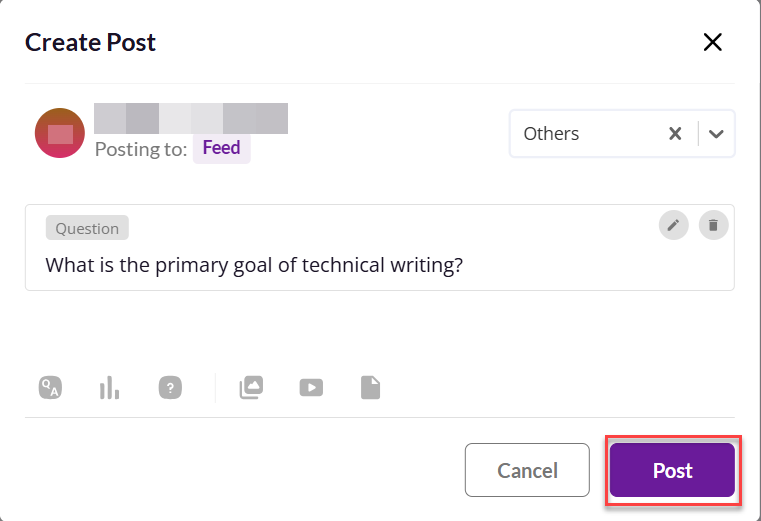 Create Post
Posting to: Feed
Others
Question
What is the primary goal of technical writing?
Q A ?
Cancel
Post